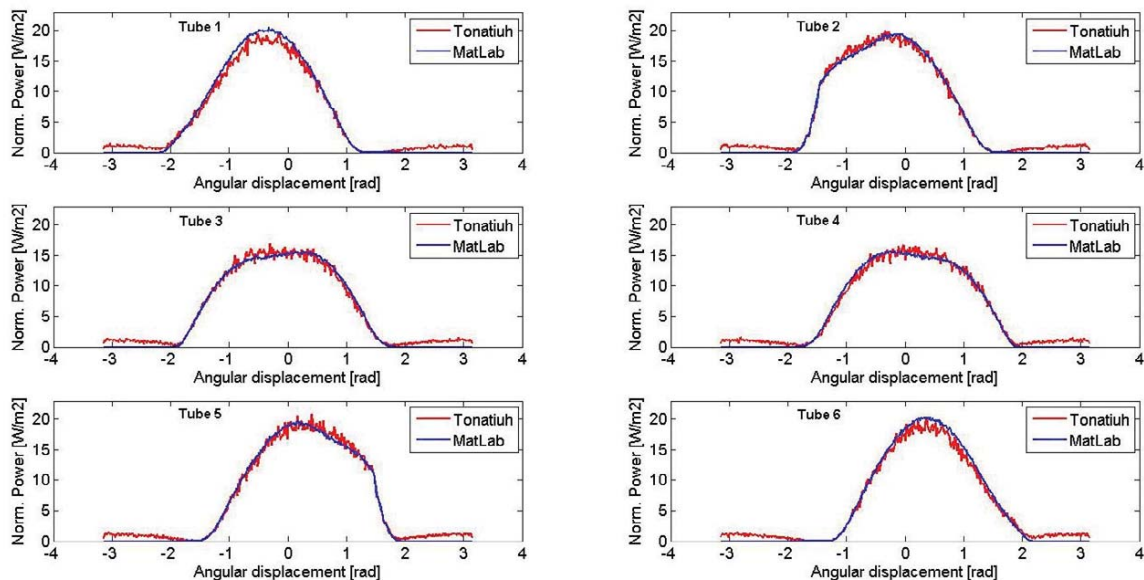 Tube 1
Tonatiuh
MatLab
Norm. Power [W/m2]
20
15
10
5
0
-4 -3 -2 -1 0 1 2 3 4
Angular displacement [rad]
Tube 2
Tonatiuh
MatLab
Norm. Power [W/m2]
20
15
10
5
0
-4 -3 -2 -1 0 1 2 3 4
Angular displacement [rad]
Tube 3
Tonatiuh
MatLab
Norm. Power [W/m2]
20
15
10
5
0
-4 -3 -2 -1 0 1 2 3 4
Angular displacement [rad]
Tube 4
Tonatiuh
MatLab
Norm. Power [W/m2]
20
15
10
5
0
-4 -3 -2 -1 0 1 2 3 4
Angular displacement [rad]
Tube 5
Tonatiuh
MatLab
Norm. Power [W/m2]
20
15
10
5
0
-4 -3 -2 -1 0 1 2 3 4
Angular displacement [rad]
Tube 6
Tonatiuh
MatLab
Norm. Power [W/m2]
20
15
10
5
0
-4 -3 -2 -1 0 1 2 3 4
Angular displacement [rad]